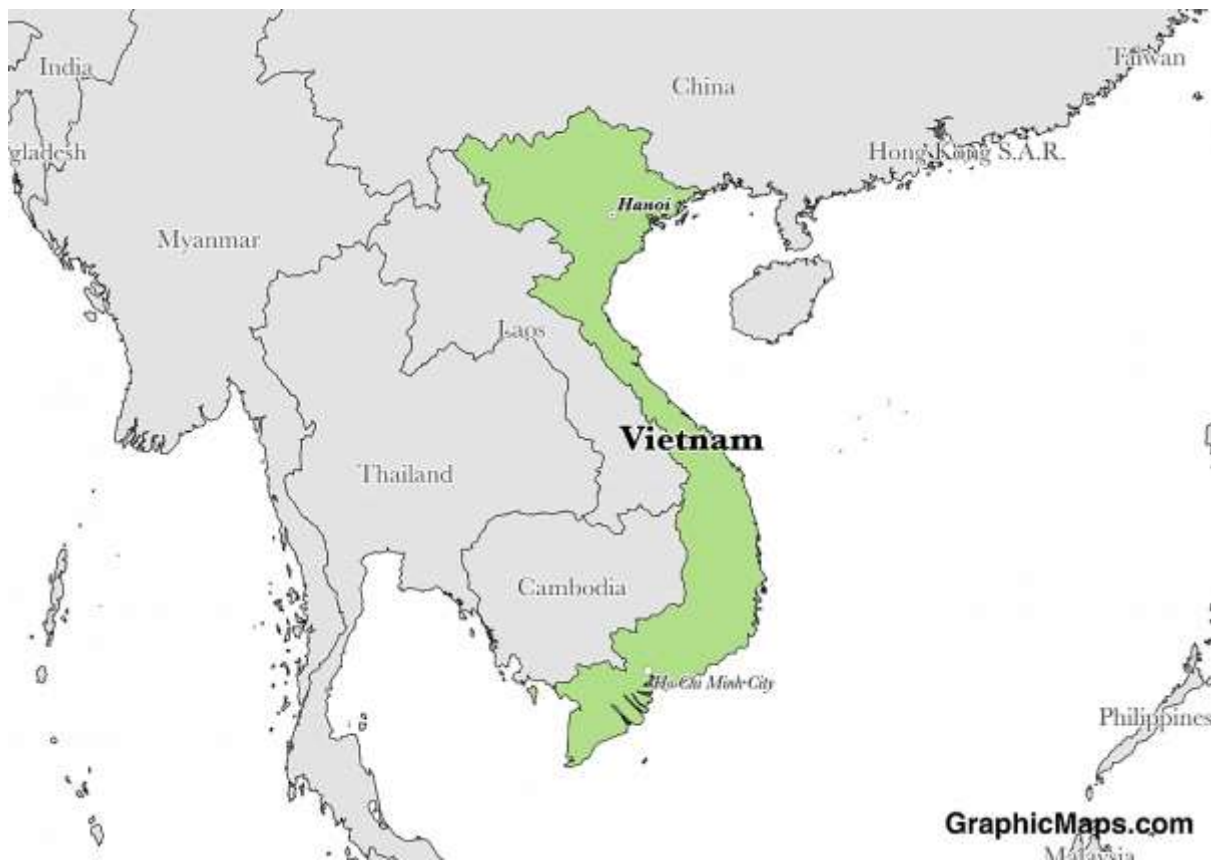 India
Taiwan
China
gladesh
Hong Kong S.A.R.
Hanoi
Myanmar
Laos
Vietnam
Thailand
Cambodia
Ho Chi Minh City
Philippines
GraphicMaps.com
Malaysia